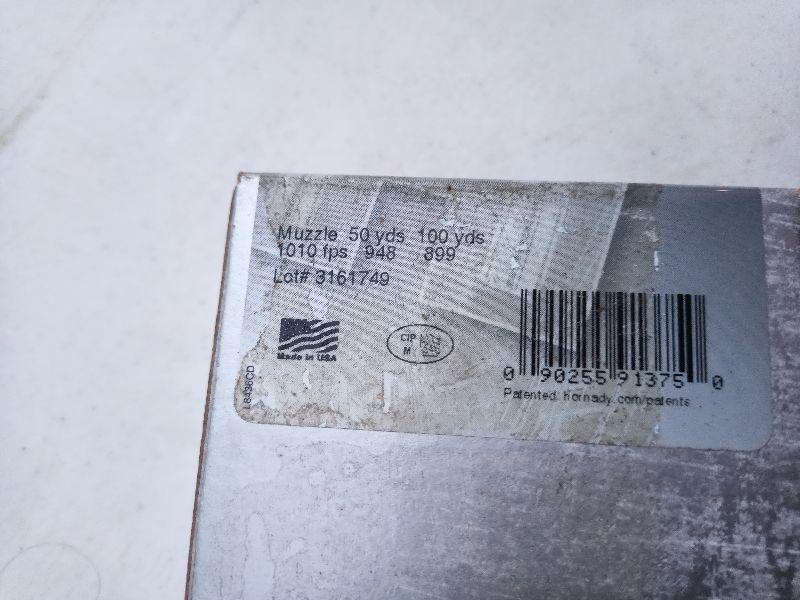 Muzzle 50 yds 100 yds
1010 fps 948 899
Lot# 3161749
Made in USA
CIP
M
L8436CD
0 90255 91375 0
Patented hornady.com/patents